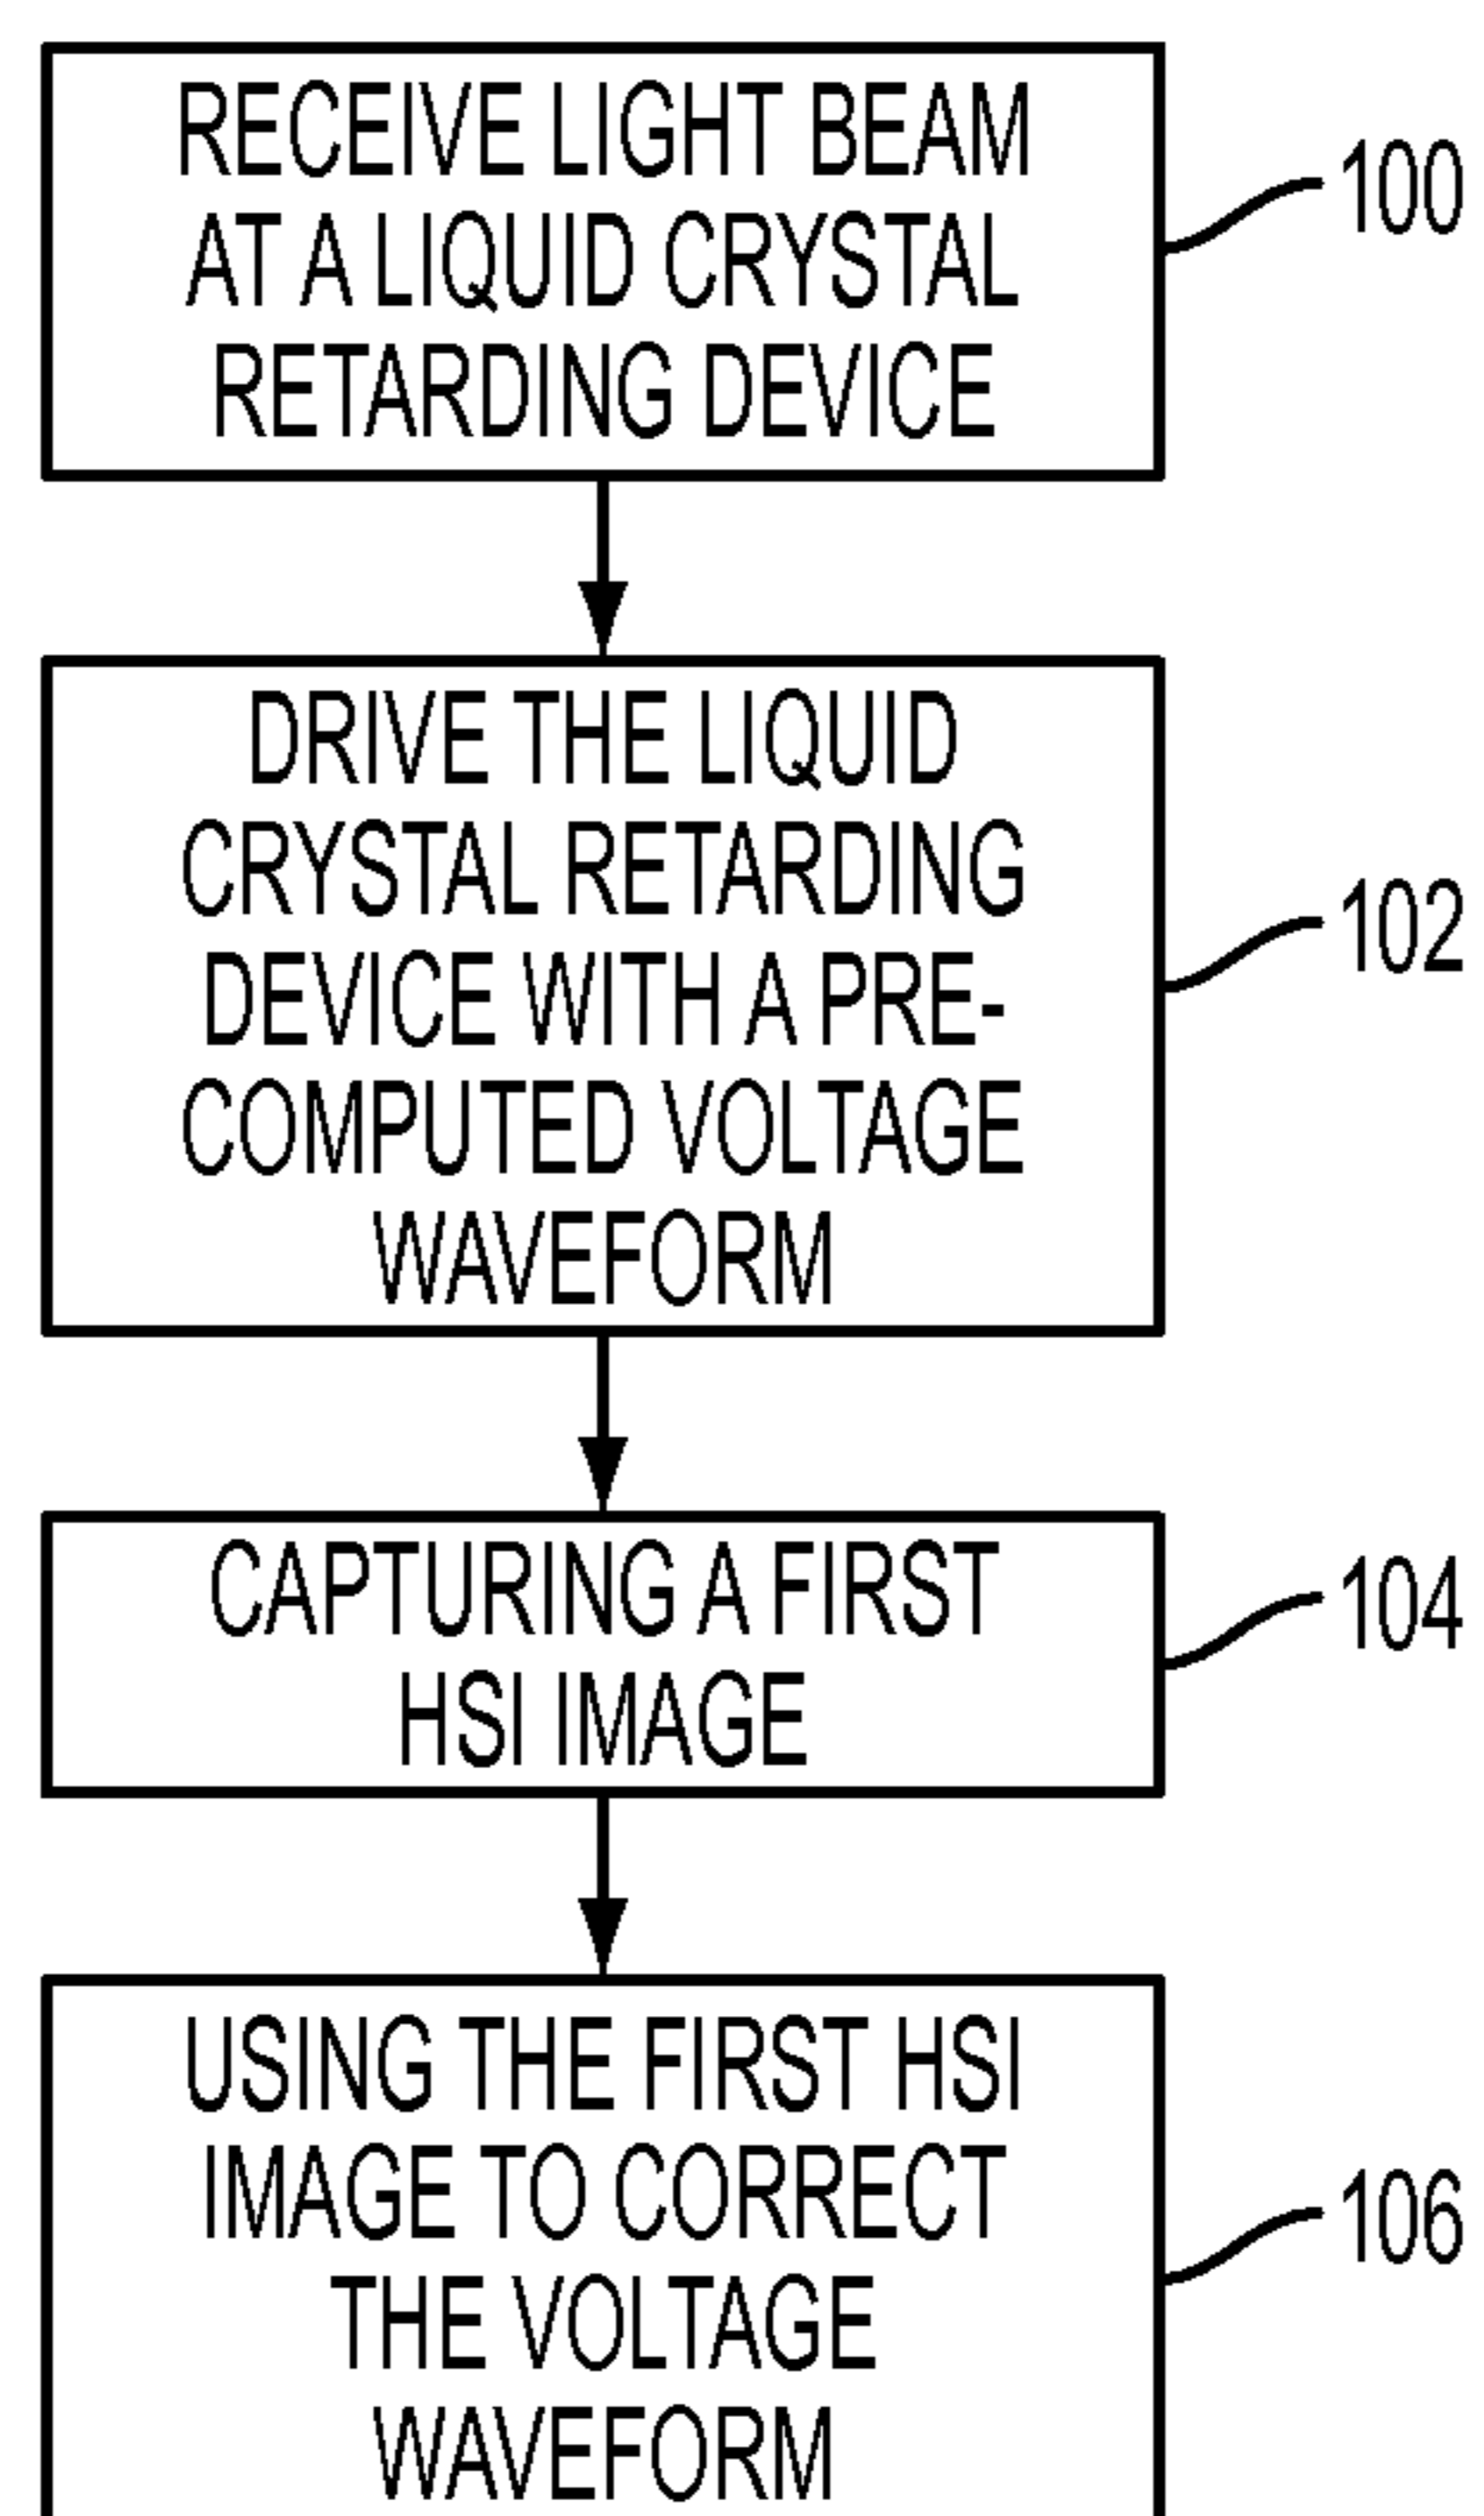 RECEIVE LIGHT BEAM
AT A LIQUID CRYSTAL
RETARDING DEVICE
100
DRIVE THE LIQUID
CRYSTAL RETARDING
DEVICE WITH A PRE-
COMPUTED VOLTAGE
WAVEFORM
102
CAPTURING A FIRST
HSI IMAGE
104
USING THE FIRST HSI
IMAGE TO CORRECT
THE VOLTAGE
WAVEFORM
106